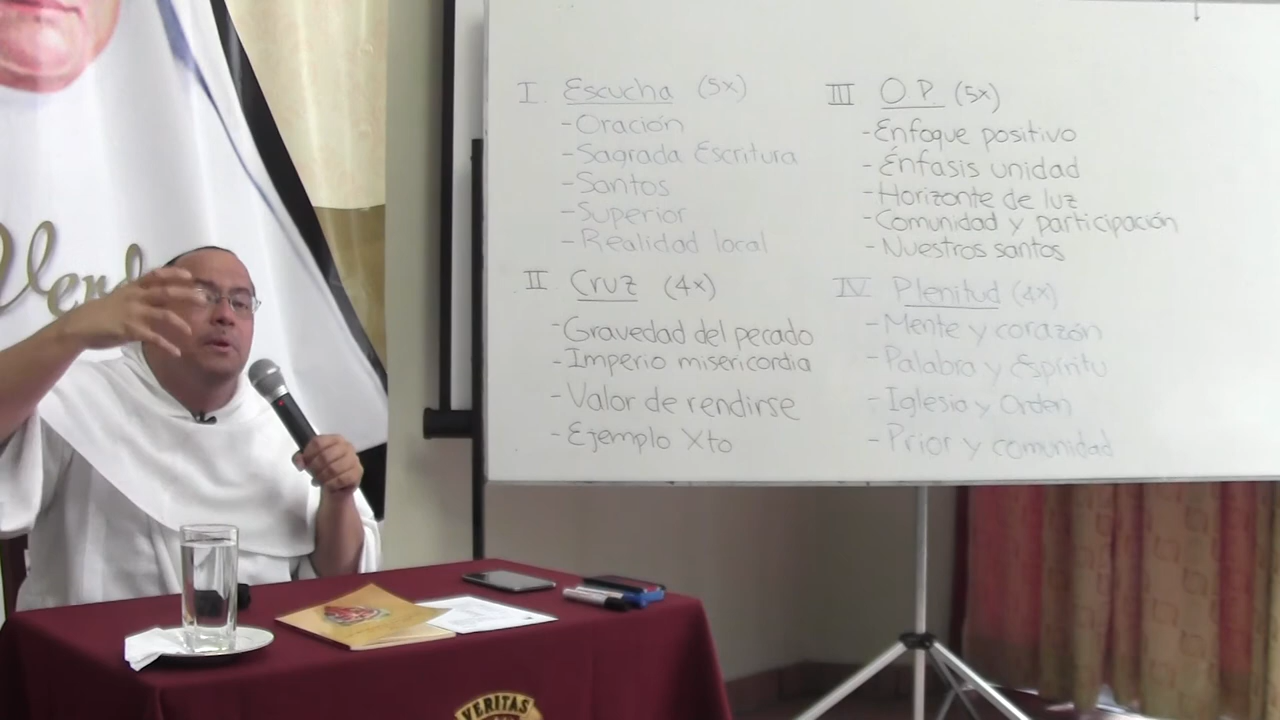 I Escucha (5x)
- Oración
- Sagrada Escritura
- Santos
- Superior
- Realidad local
II Cruz (4x)
- Gravedad del pecado
- Imperio misericordia
- Valor de rendirse
- Ejemplo Xto
III O.P. (5x)
- Enfoque positivo
- Énfasis unidad
- Horizonte de luz
- Comunidad y participación
- Nuestros santos
IV Plenitud (4x)
- Mente y corazón
- Palabra y Espíritu
- Iglesia y Orden
- Prior y comunidad
VERITAS